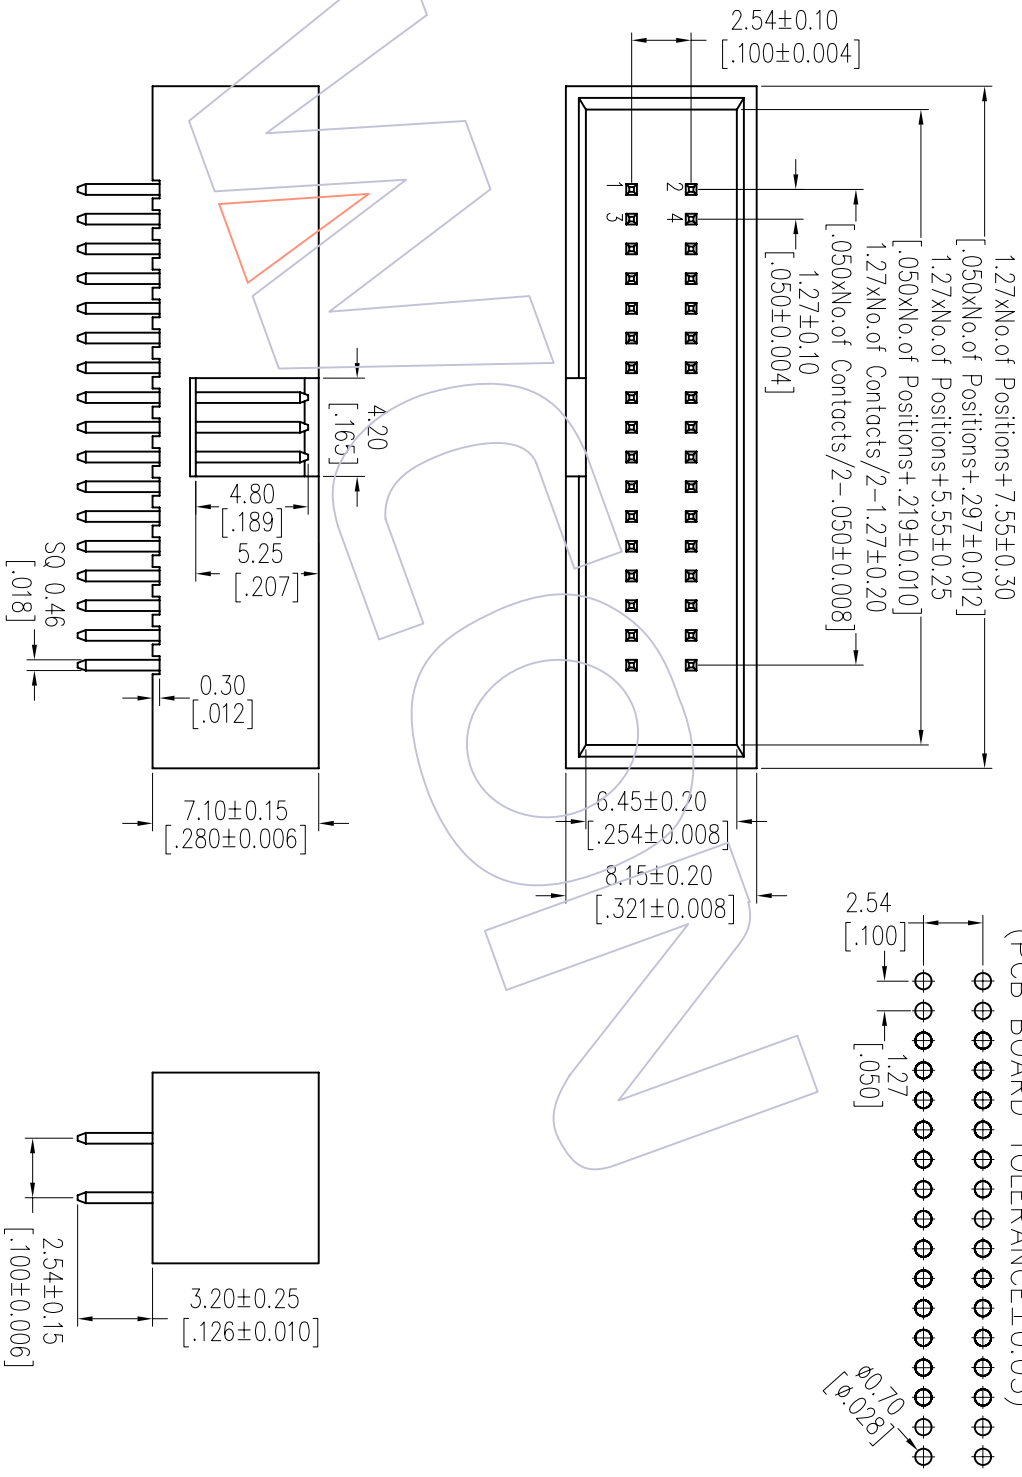 2.54±0.10
[.100±0.004]
1.27xNo.of Positions+7.55±0.30
[.050xNo.of Positions+.297±0.012]
1.27xNo.of Positions+5.55±0.25
[.050xNo.of Positions+.219±0.010]
1.27xNo.of Contacts/2-1.27±0.20
[.050xNo.of Contacts/2-.050±0.008]
1.27±0.10
[.050±0.004]
1
2
3
4
4.20
[.165]
4.80
[.189]
5.25
[.207]
SQ 0.46
[.018]
0.30
[.012]
7.10±0.15
[.280±0.006]
6.45±0.20
[.254±0.008]
8.15±0.20
[.321±0.008]
2.54
[.100]
(PCB BOARD TOLERANCE±0.05)
1.27
[.050]
ø0.70
[ø.028]
2.54±0.15
[.100±0.006]
3.20±0.25
[.126±0.010]
WCON